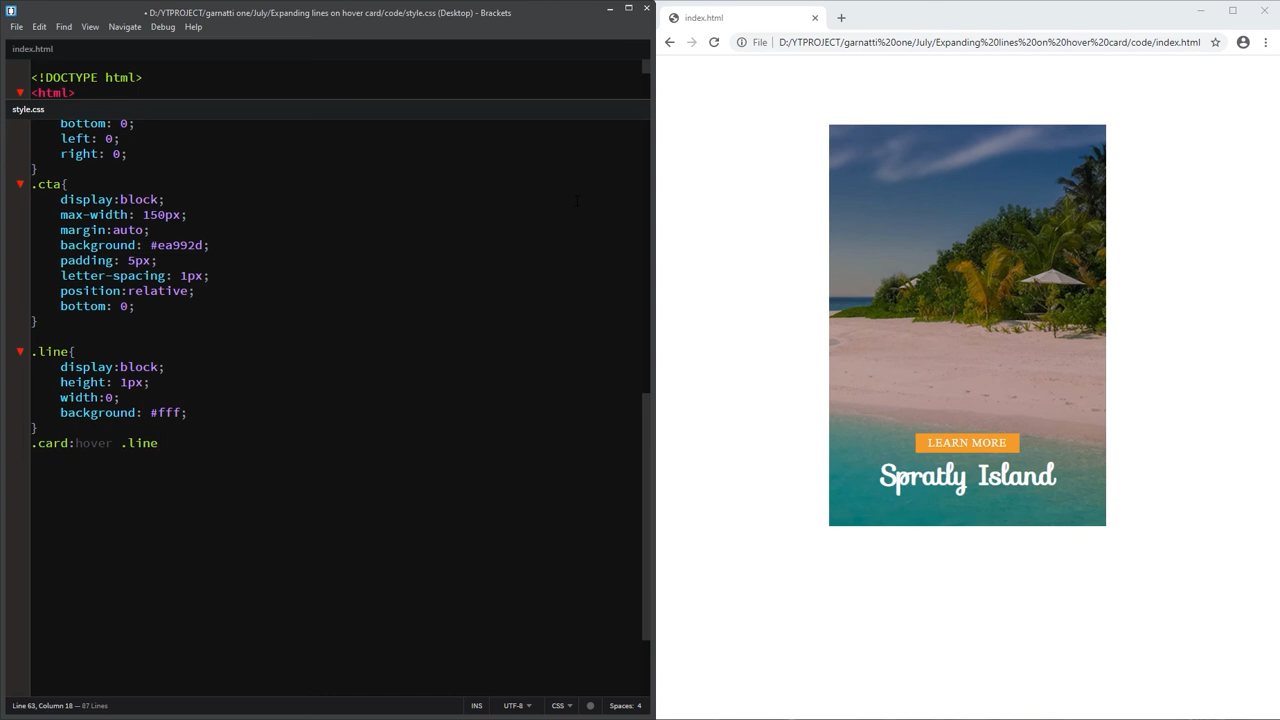 • D:/YTPROJECT/garnatti one/July/Expanding lines on hover card/code/style.css (Desktop) - Brackets
File Edit Find View Navigate Debug Help
index.html
<!DOCTYPE html>
<html>
style.css
bottom: 0;
left: 0;
right: 0;
}
.cta{
display:block;
max-width: 150px;
margin:auto;
background: #ea992d;
padding: 5px;
letter-spacing: 1px;
position:relative;
bottom: 0;
}
.line{
display:block;
height: 1px;
width:0;
background: #fff;
}
.card:hover .line
Line 63, Column 18 — 87 Lines
INS UTF-8 CSS Spaces: 4
index.html
File D:/YTPROJECT/garnatti%20one/July/Expanding%20lines%20on%20hover%20card/code/index.html
LEARN MORE
Spratly Island